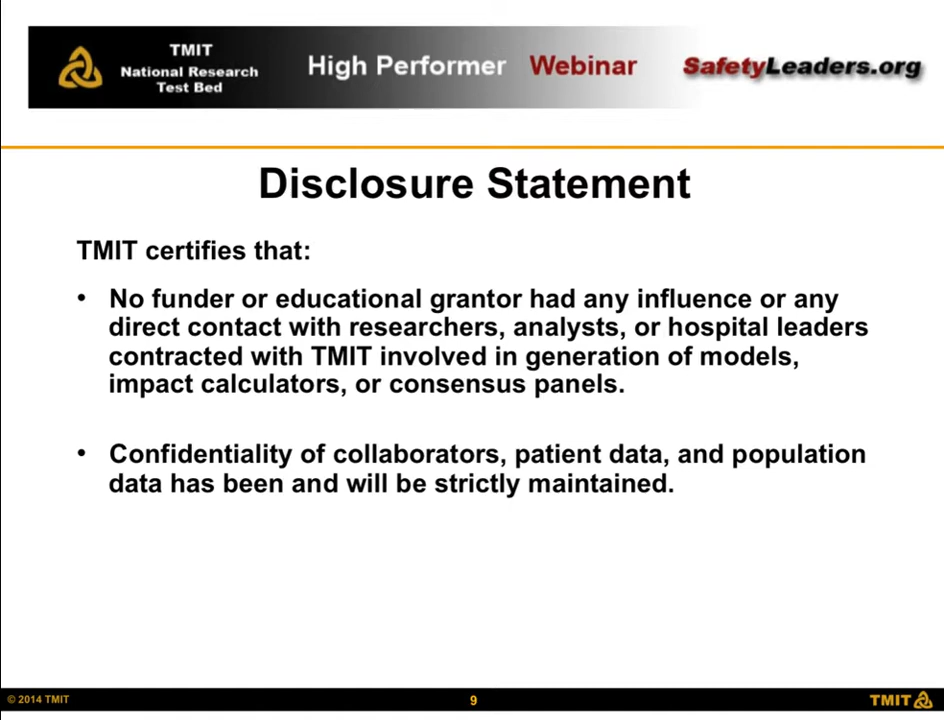 TMIT
National Research
Test Bed
High Performer Webinar
SafetyLeaders.org
Disclosure Statement
TMIT certifies that:
• No funder or educational grantor had any influence or any
direct contact with researchers, analysts, or hospital leaders
contracted with TMIT involved in generation of models,
impact calculators, or consensus panels.
• Confidentiality of collaborators, patient data, and population
data has been and will be strictly maintained.
© 2014 TMIT
9
TMIT